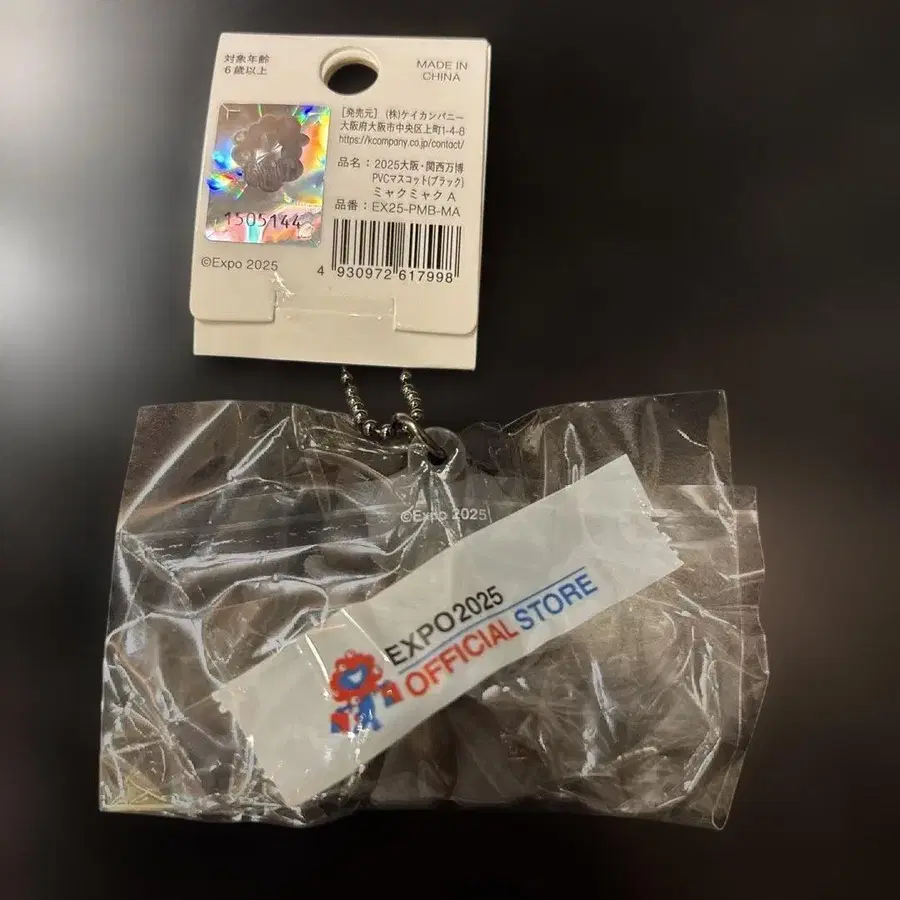 対象年齢
6歳以上
MADE IN
CHINA
[発売元] (株)ケイカンパニー
大阪府大阪市中央区上町1-4-8
https://kcompany.co.jp/contact/
品名：2025大阪・関西万博
PVCマスコット(ブラック)
ミャクミャク A
品番：EX25-PMB-MA
1505144
©Expo 2025
4 930972 617998
©Expo 2025
EXPO2025
OFFICIALSTORE